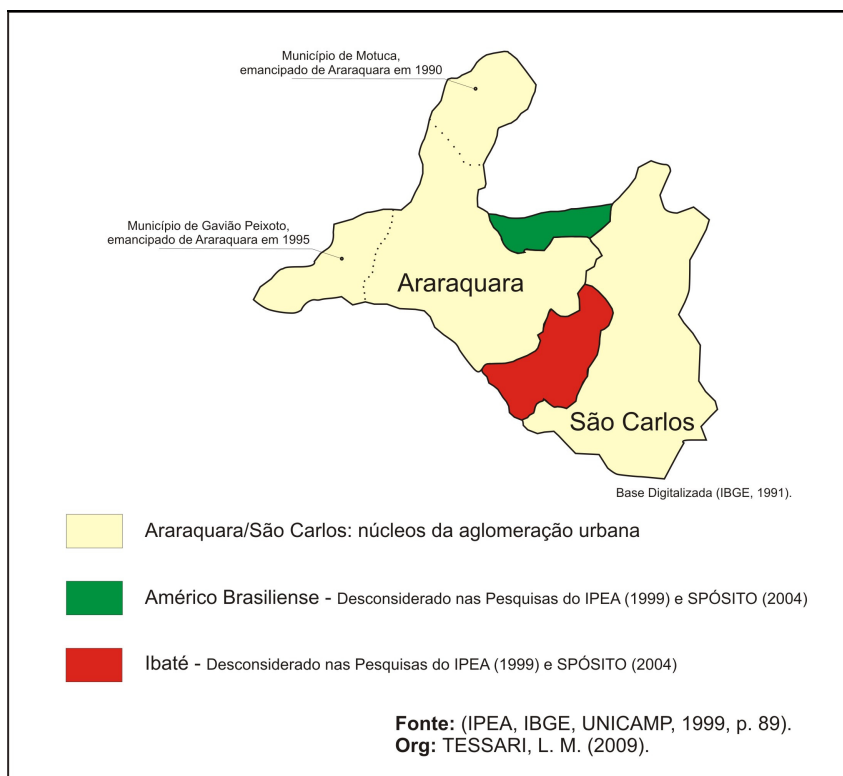 Município de Motuca,
emancipado de Araraquara em 1990
Município de Gavião Peixoto,
emancipado de Araraquara em 1995
Araraquara
São Carlos
Base Digitalizada (IBGE, 1991).
Araraquara/São Carlos: núcleos da aglomeração urbana
Américo Brasiliense - Desconsiderado nas Pesquisas do IPEA (1999) e SPÓSITO (2004)
Ibaté - Desconsiderado nas Pesquisas do IPEA (1999) e SPÓSITO (2004)
Fonte: (IPEA, IBGE, UNICAMP, 1999, p. 89).
Org: TESSARI, L. M. (2009).